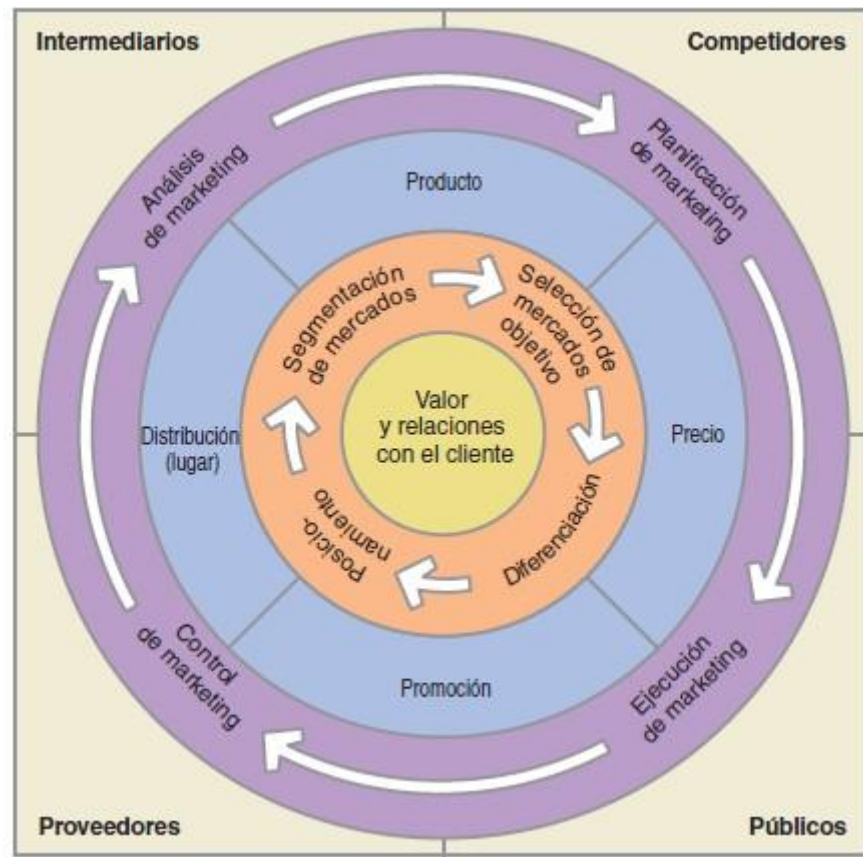 Intermediarios
Competidores
Análisis
de marketing
Planificación
de marketing
Producto
Segmentación
de mercados
Selección de
mercados
objetivo
Valor
y relaciones
con el cliente
Distribución
(lugar)
Precio
Posicio-
namiento
Diferenciación
Control
de marketing
Promoción
Ejecución
de marketing
Proveedores
Públicos